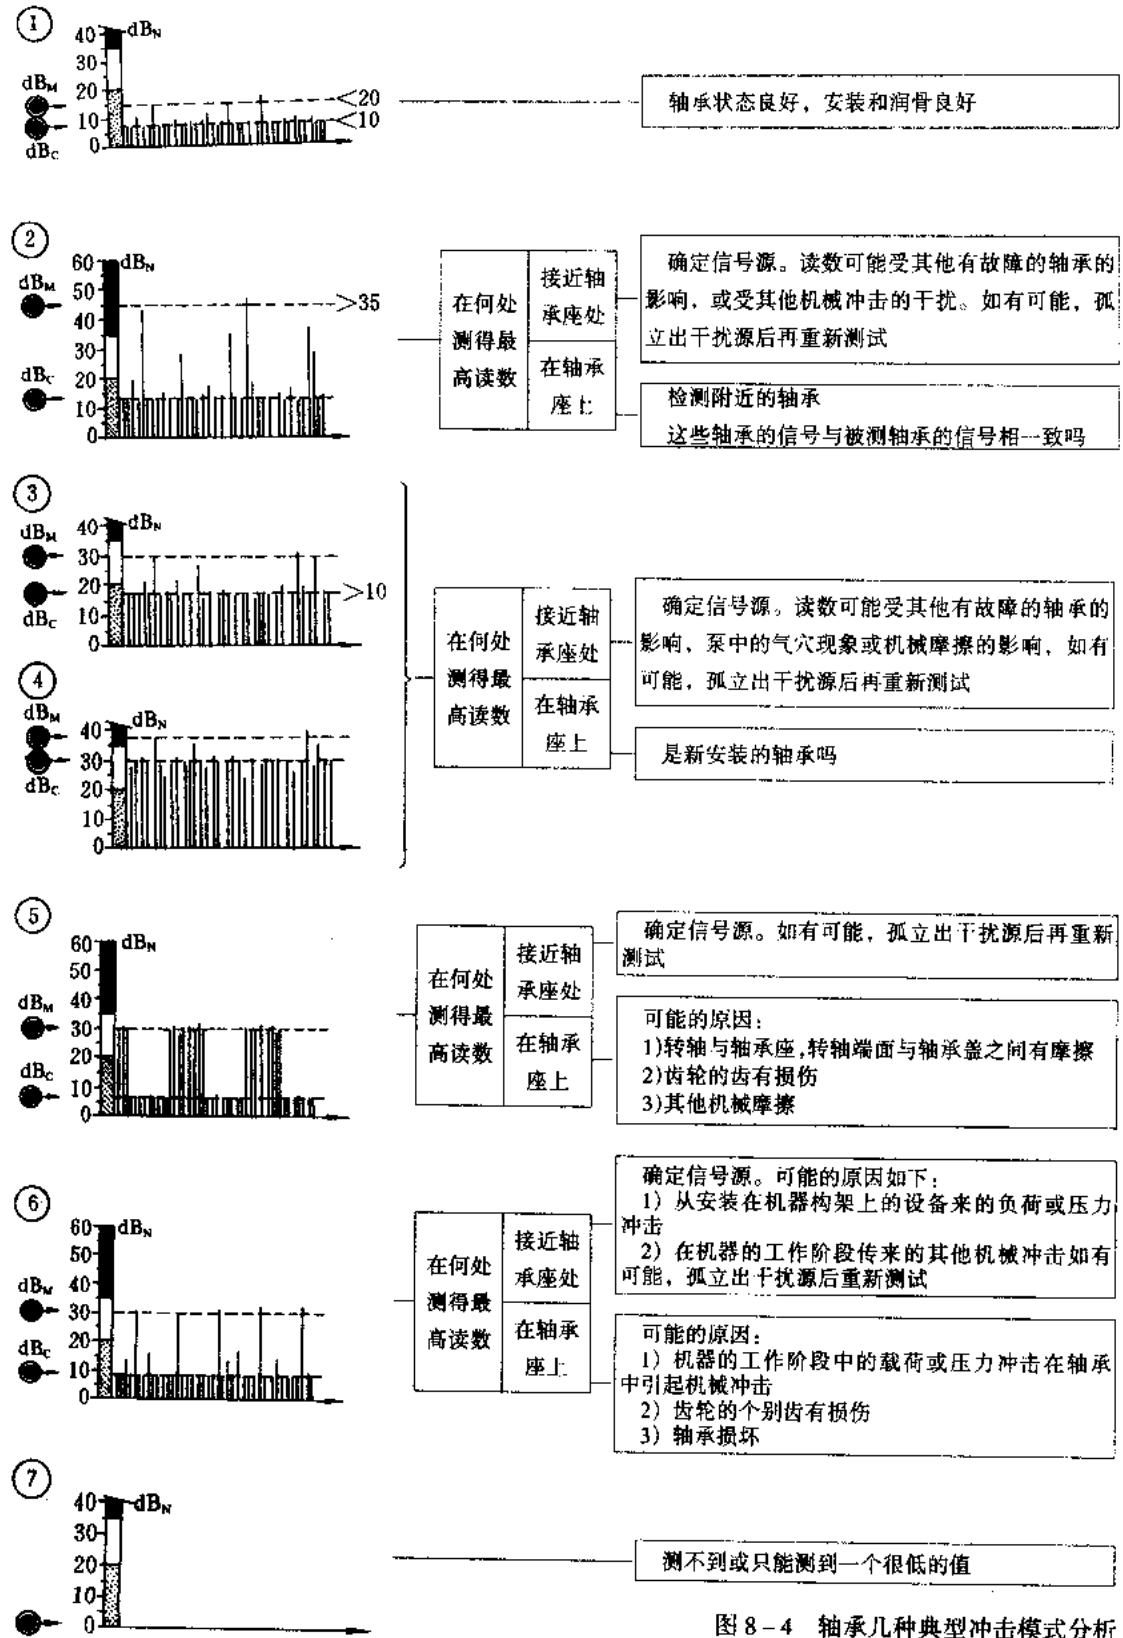 ①
40 dBN
30
dBM
20 <20
10 <10
dBC 0
轴承状态良好，安装和润骨良好
②
60 dBN
dBM 50 >35
40
30
dBC 20
10
0
在何处
测得最
高读数
接近轴
承座处
在轴承
座上
确定信号源。读数可能受其他有故障的轴承的
影响，或受其他机械冲击的干扰。如有可能，孤
立出干扰源后再重新测试
检测附近的轴承
这些轴承的信号与被测轴承的信号相一致吗
③
40 dBN
dBM 30
20 >10
dBC 10
0
④
dBM dBN
40
30
dBC 20
10
0
在何处
测得最
高读数
接近轴
承座处
在轴承
座上
确定信号源。读数可能受其他有故障的轴承的
影响，泵中的气穴现象或机械摩擦的影响，如有
可能，孤立出干扰源后再重新测试
是新安装的轴承吗
⑤
60 dBN
50
40
dBM 30
20
dBC 10
0
在何处
测得最
高读数
接近轴
承座处
在轴承
座上
确定信号源。如有可能，孤立出干扰源后再重新
测试
可能的原因：
1)转轴与轴承座,转轴端面与轴承盖之间有摩擦
2)齿轮的齿有损伤
3)其他机械摩擦
⑥
60 dBN
50
40
dBM 30
20
dBC 10
0
在何处
测得最
高读数
接近轴
承座处
在轴承
座上
确定信号源。可能的原因如下：
1）从安装在机器构架上的设备来的负荷或压力
冲击
2）在机器的工作阶段传来的其他机械冲击如有
可能，孤立出干扰源后重新测试
可能的原因：
1）机器的工作阶段中的载荷或压力冲击在轴承
中引起机械冲击
2）齿轮的个别齿有损伤
3）轴承损坏
⑦
40 dBN
30
20
10
0
测不到或只能测到一个很低的值
图 8-4 轴承几种典型冲击模式分析